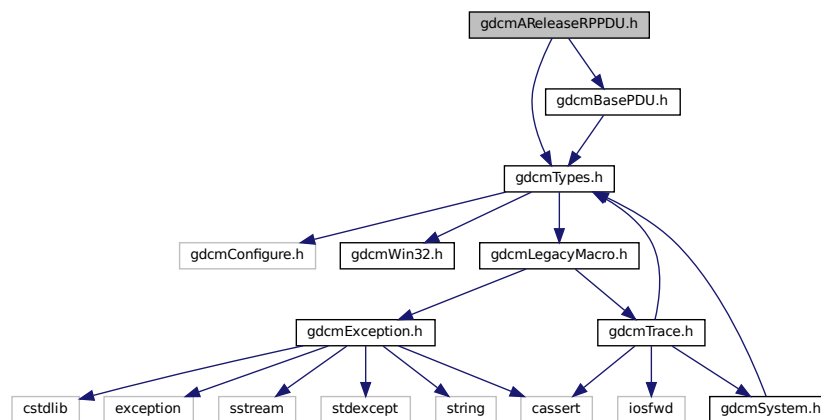 gdcmAReleaseRPPDU.h
gdcmBasePDU.h
gdcmTypes.h
gdcmConfigure.h
gdcmWin32.h
gdcmLegacyMacro.h
gdcmException.h
gdcmTrace.h
cstdlib
exception
sstream
stdexcept
string
cassert
iosfwd
gdcmSystem.h